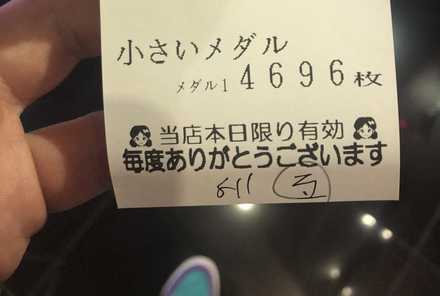 小さいメダル
メダル1 4696枚
当店本日限り有効
毎度ありがとうございます